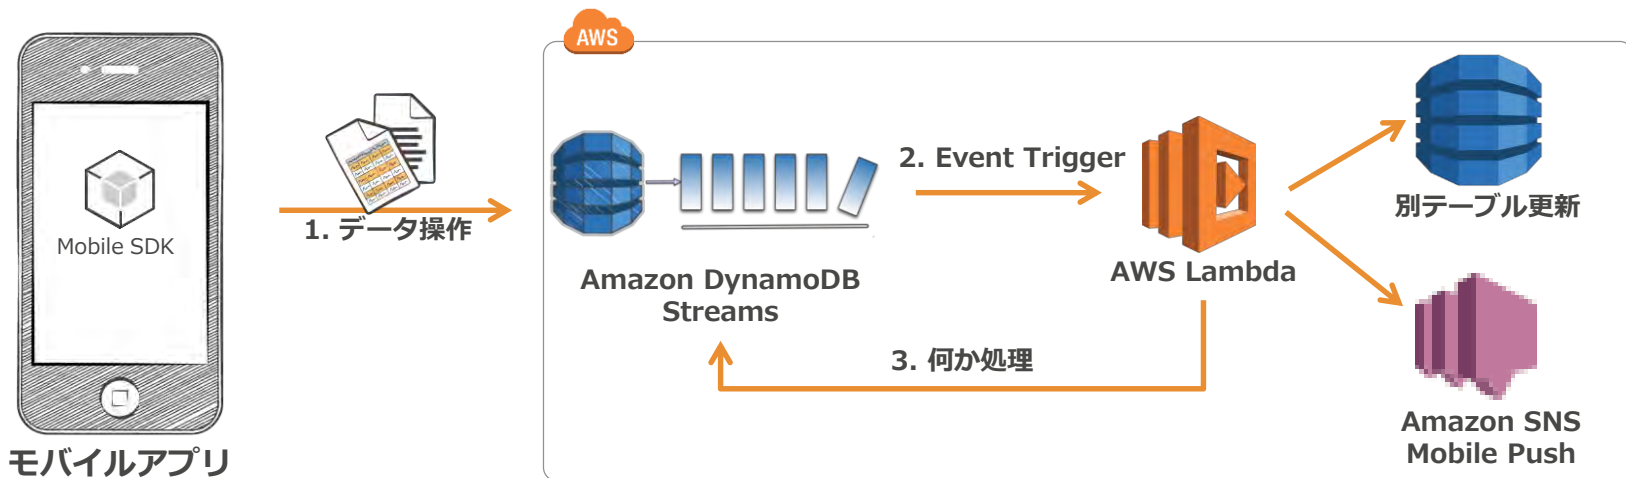 AWS
Mobile SDK
モバイルアプリ
1. データ操作
Amazon DynamoDB
Streams
2. Event Trigger
AWS Lambda
3. 何か処理
別テーブル更新
Amazon SNS
Mobile Push